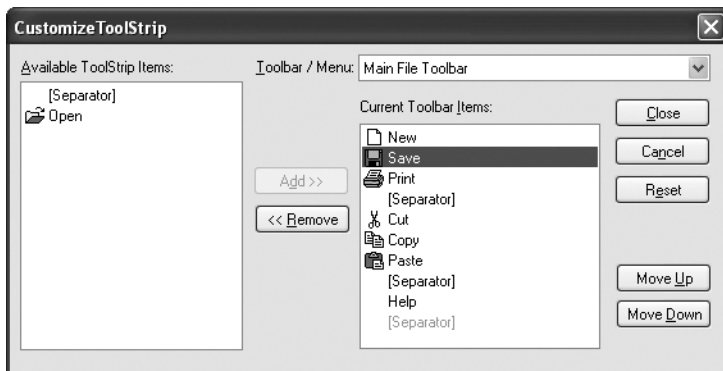 CustomizeToolStrip
Available ToolStrip Items:
[Separator]
Open
Toolbar / Menu: Main File Toolbar
Current Toolbar Items:
New
Save
Print
[Separator]
Cut
Copy
Paste
[Separator]
Help
[Separator]
Add >>
<< Remove
Close
Cancel
Reset
Move Up
Move Down